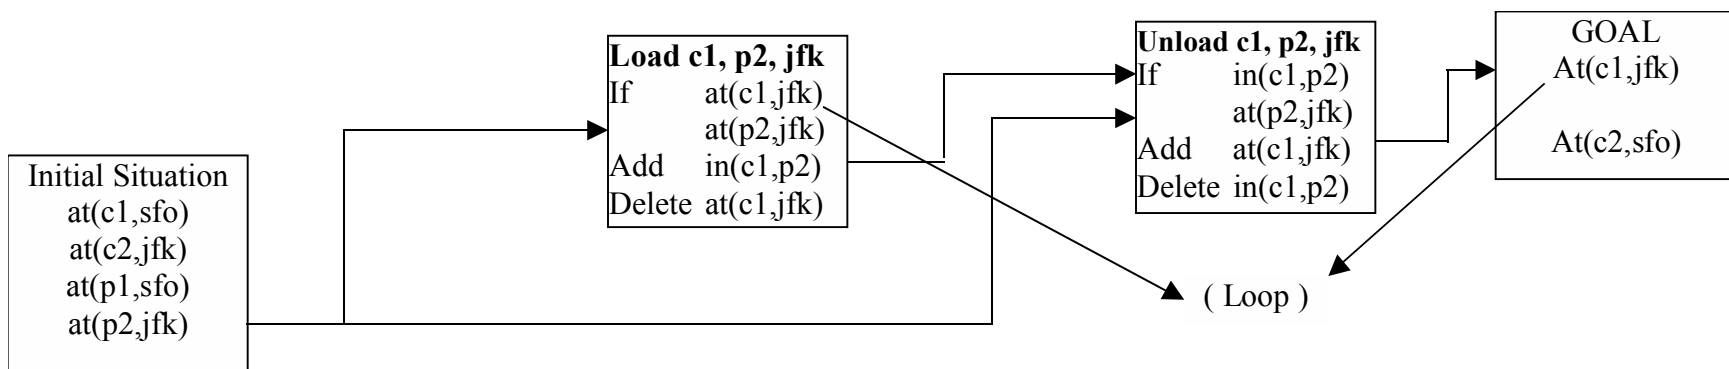 Initial Situation
at(c1,sfo)
at(c2,jfk)
at(p1,sfo)
at(p2,jfk)
Load c1, p2, jfk
If at(c1,jfk)
at(p2,jfk)
Add in(c1,p2)
Delete at(c1,jfk)
Unload c1, p2, jfk
If in(c1,p2)
at(p2,jfk)
Add at(c1,jfk)
Delete in(c1,p2)
( Loop )
GOAL
At(c1,jfk)
At(c2,sfo)